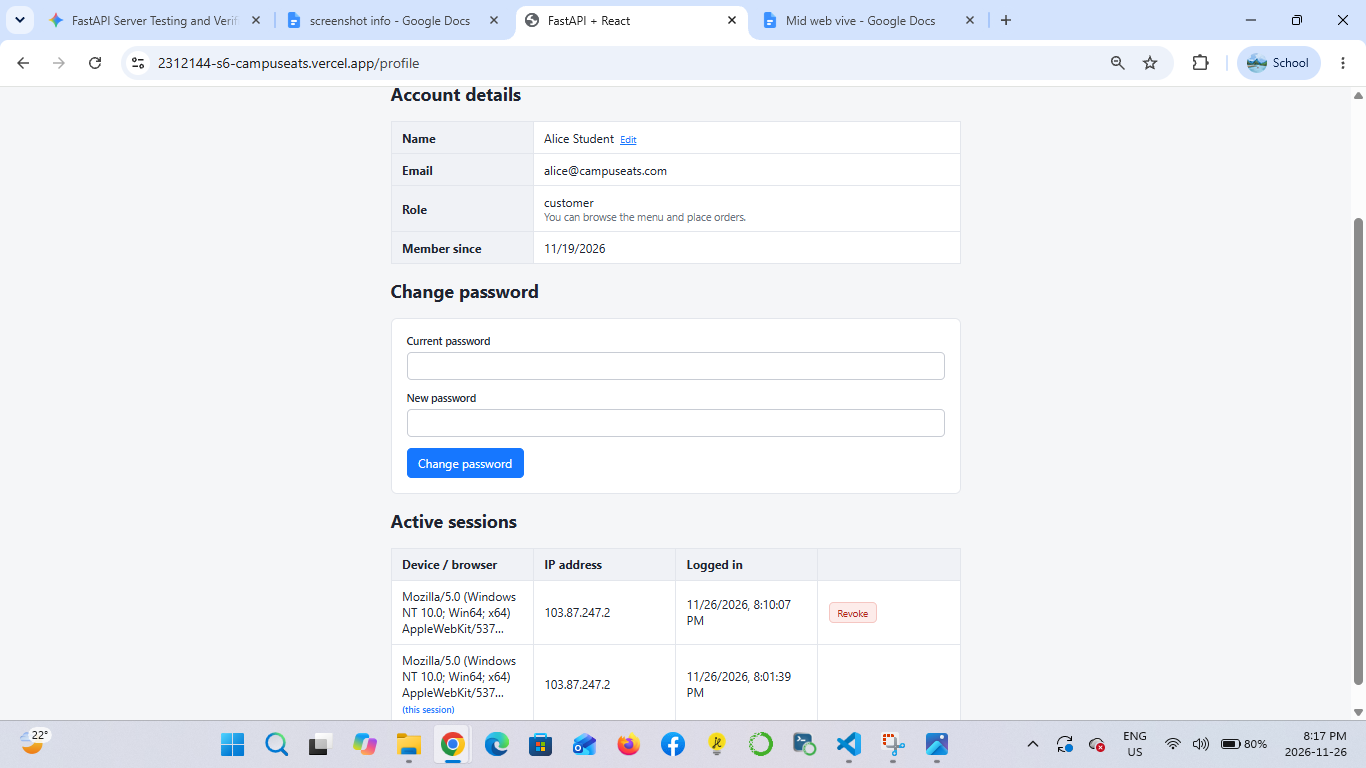 FastAPI Server Testing and Verif
screenshot info - Google Docs
FastAPI + React
Mid web vive - Google Docs
2312144-s6-campuseats.vercel.app/profile
School
Account details
Name
Alice Student Edit
Email
alice@campuseats.com
Role
customer
You can browse the menu and place orders.
Member since
11/19/2026
Change password
Current password
New password
Change password
Active sessions
Device / browser
IP address
Logged in
Mozilla/5.0 (Windows
NT 10.0; Win64; x64)
AppleWebKit/537...
103.87.247.2
11/26/2026, 8:10:07
PM
Revoke
Mozilla/5.0 (Windows
NT 10.0; Win64; x64)
AppleWebKit/537...
(this session)
103.87.247.2
11/26/2026, 8:01:39
PM
22°
ENG
US
80%
8:17 PM
2026-11-26